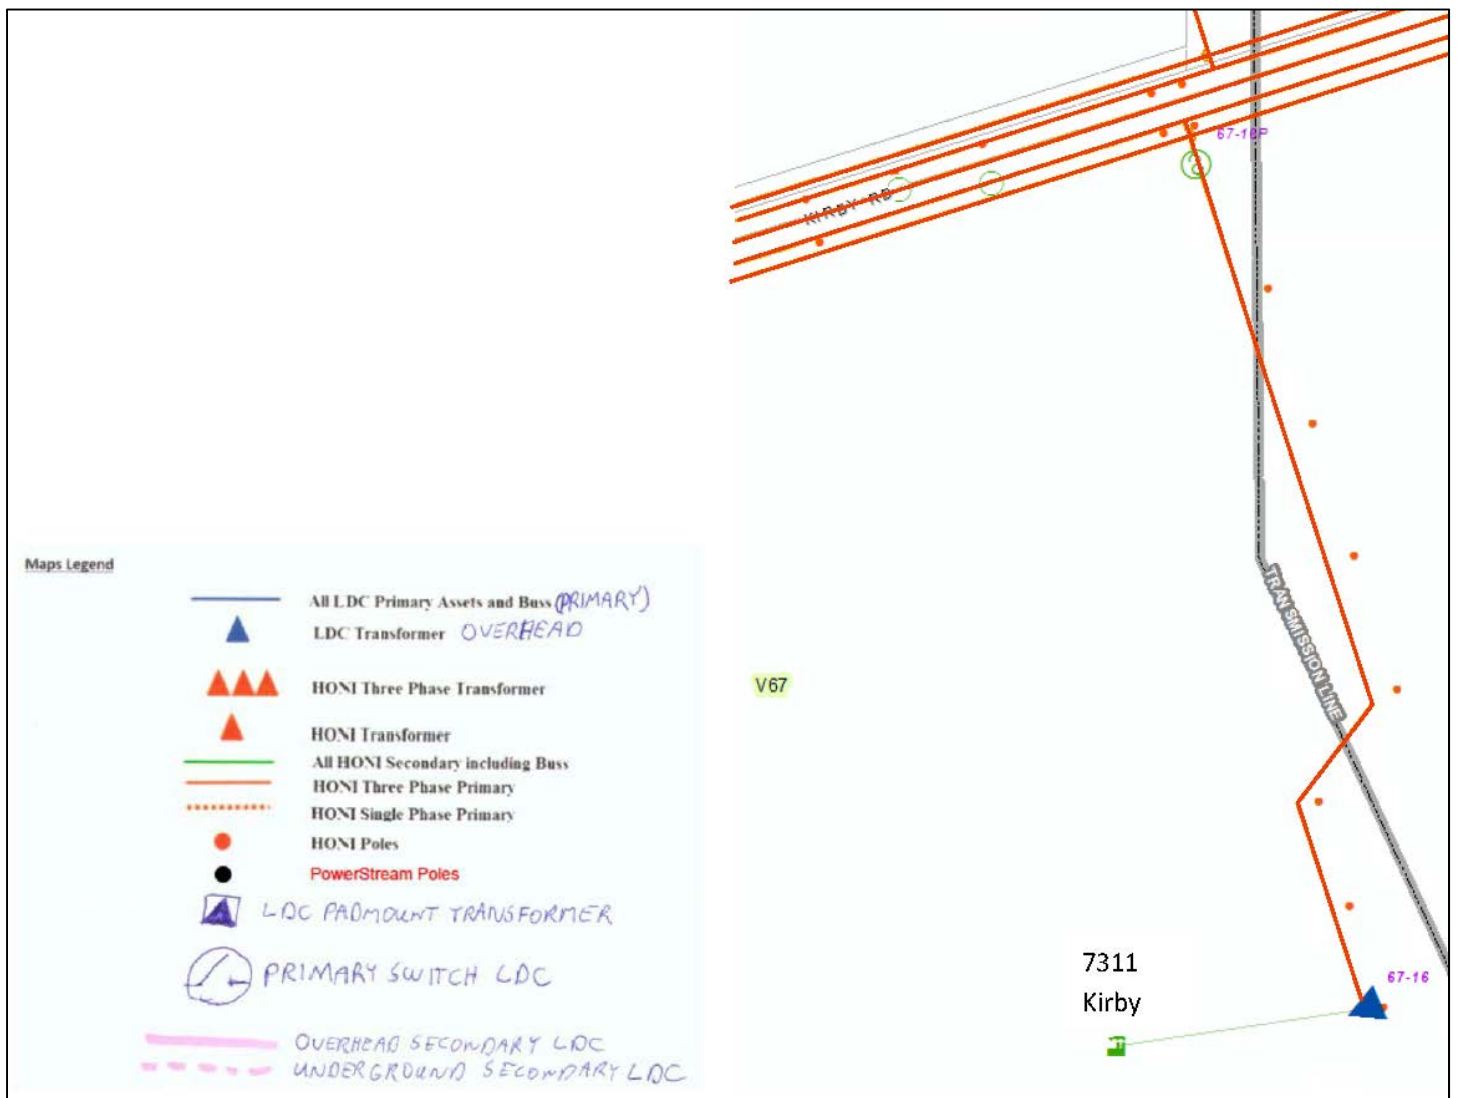 67-16P
KIRBY RD
TRANSMISSION LINE
V67
7311
Kirby
67-16
Maps Legend
All LDC Primary Assets and Buss (PRIMARY)
LDC Transformer OVERHEAD
HONI Three Phase Transformer
HONI Transformer
All HONI Secondary including Buss
HONI Three Phase Primary
HONI Single Phase Primary
HONI Poles
PowerStream Poles
LDC PADMOUNT TRANSFORMER
PRIMARY SWITCH LDC
OVERHEAD SECONDARY LDC
UNDERGROUND SECONDARY LDC